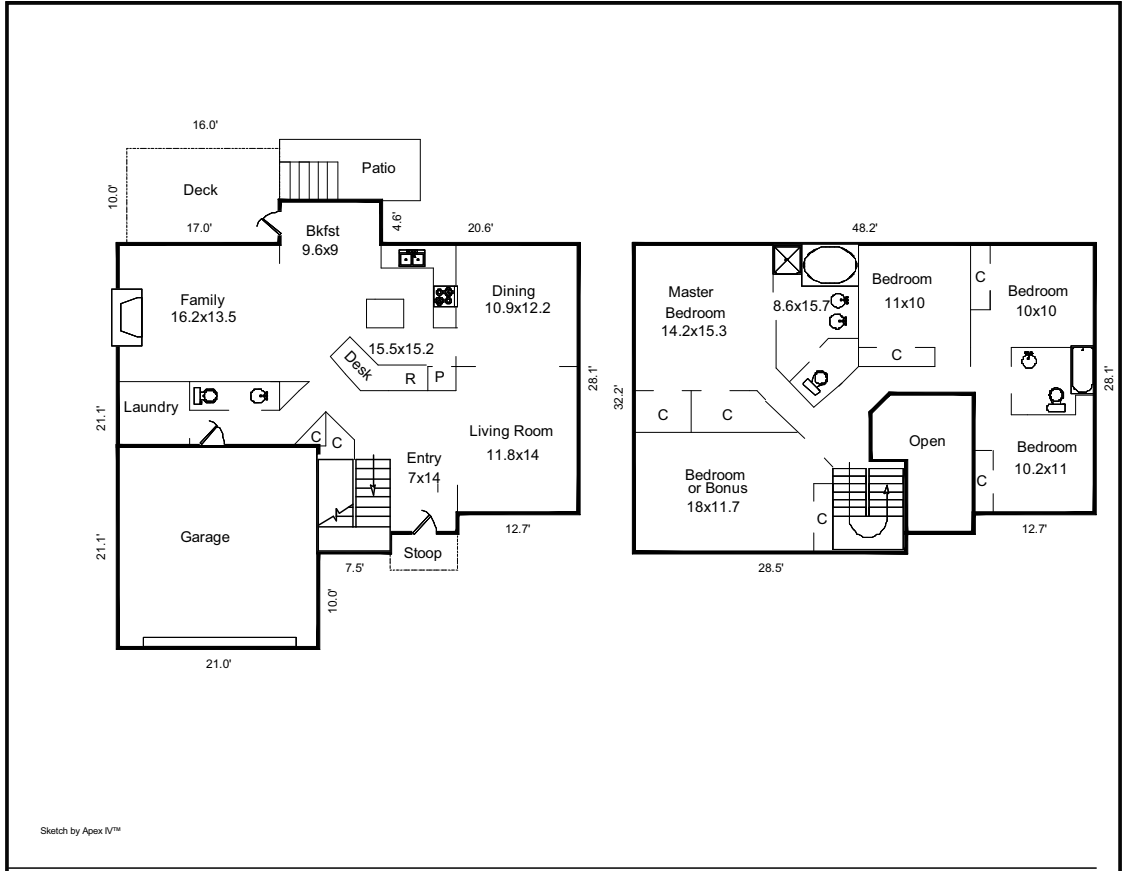 16.0'
10.0'
Deck
Patio
17.0'
4.6'
20.6'
Bkfst
9.6x9
Family
16.2x13.5
Dining
10.9x12.2
15.5x15.2
Desk
R
P
28.1'
21.1'
Laundry
C
C
Entry
7x14
Living Room
11.8x14
12.7'
Garage
21.1'
7.5'
Stoop
10.0'
21.0'
48.2'
Master
Bedroom
14.2x15.3
8.6x15.7
Bedroom
11x10
C
Bedroom
10x10
C
32.2'
28.1'
C
C
Open
Bedroom
or Bonus
18x11.7
C
C
Bedroom
10.2x11
12.7'
28.5'
Sketch by Apex IV™